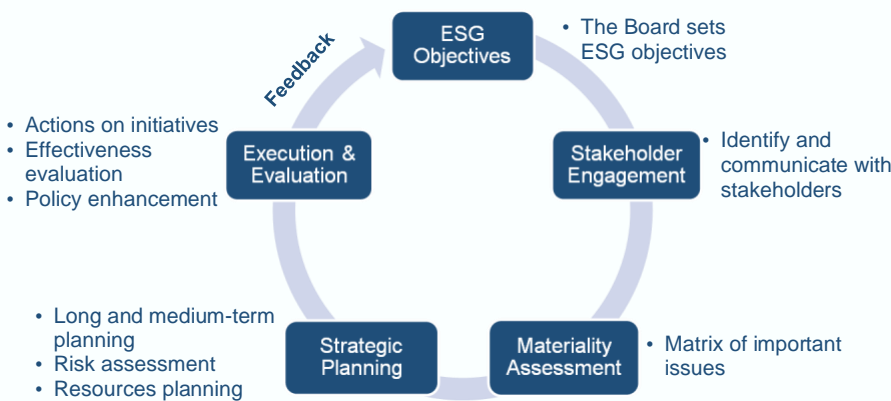 ESG
Objectives
• The Board sets
ESG objectives
Feedback
Stakeholder
Engagement
• Identify and
communicate with
stakeholders
Materiality
Assessment
• Matrix of important
issues
Strategic
Planning
• Long and medium-term
planning
• Risk assessment
• Resources planning
Execution &
Evaluation
• Actions on initiatives
• Effectiveness
evaluation
• Policy enhancement